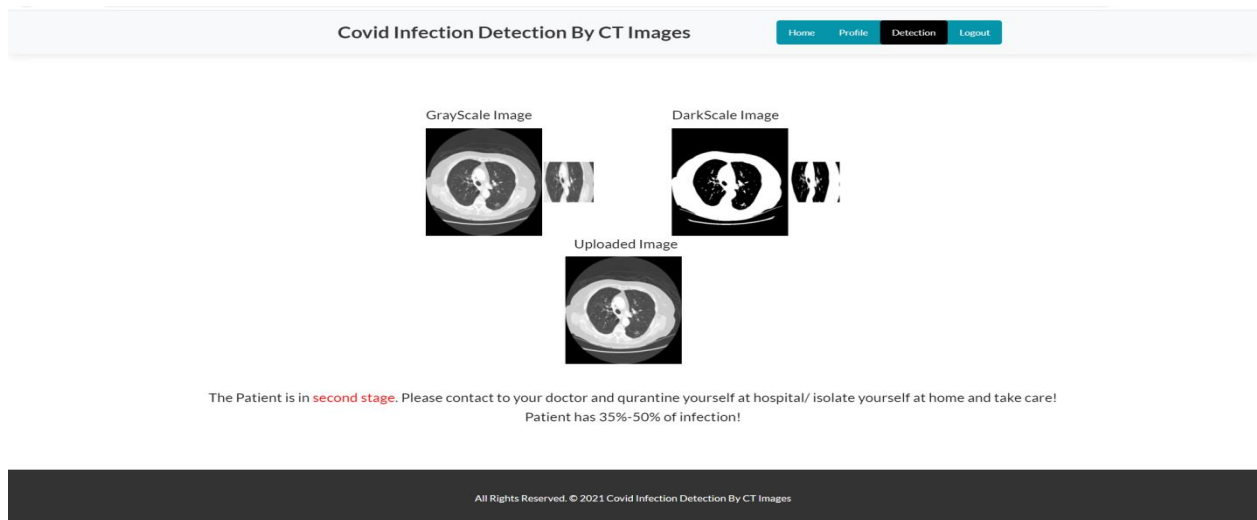 Covid Infection Detection By CT Images
Home Profile Detection Logout
GrayScale Image
DarkScale Image
Uploaded Image
The Patient is in second stage. Please contact to your doctor and qurantine yourself at hospital/ isolate yourself at home and take care!
Patient has 35%-50% of infection!
All Rights Reserved. © 2021 Covid Infection Detection By CT Images